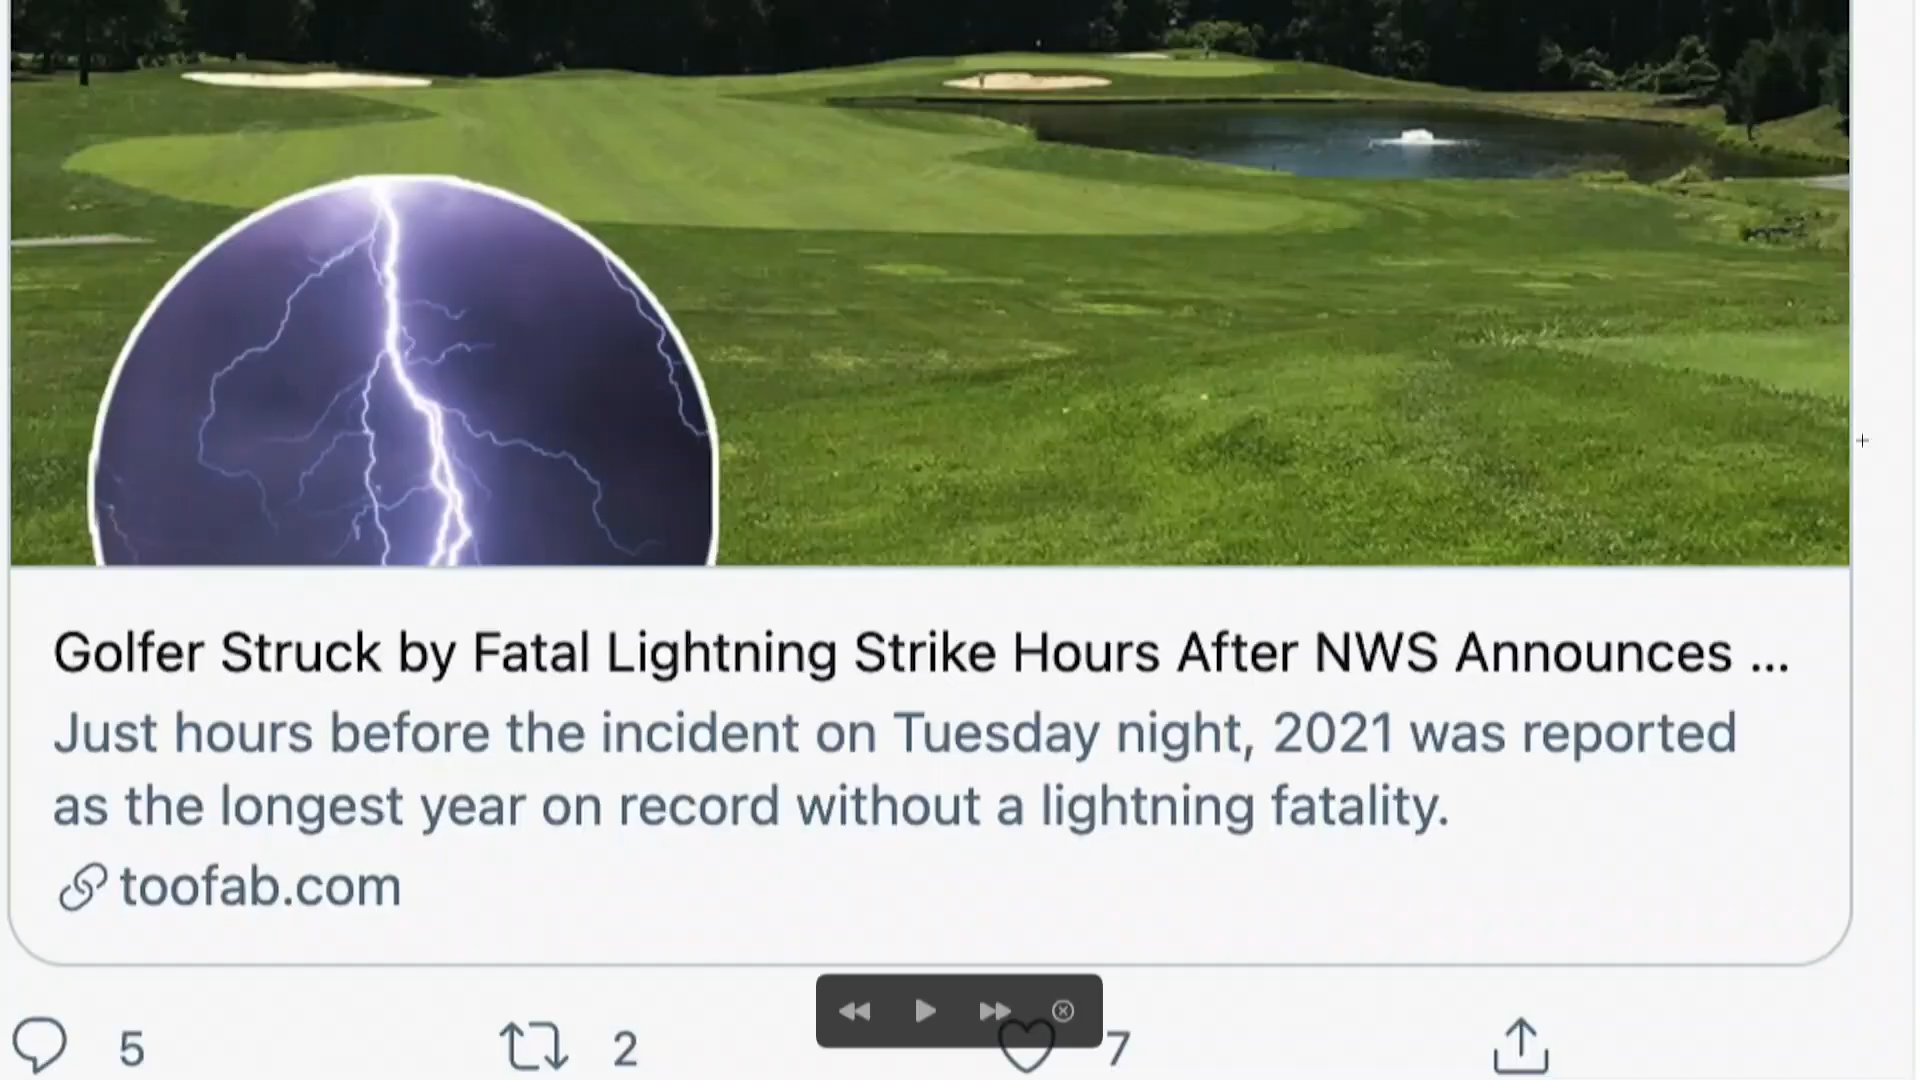 Golfer Struck by Fatal Lightning Strike Hours After NWS Announces ...
Just hours before the incident on Tuesday night, 2021 was reported
as the longest year on record without a lightning fatality.
toofab.com
5 2 7